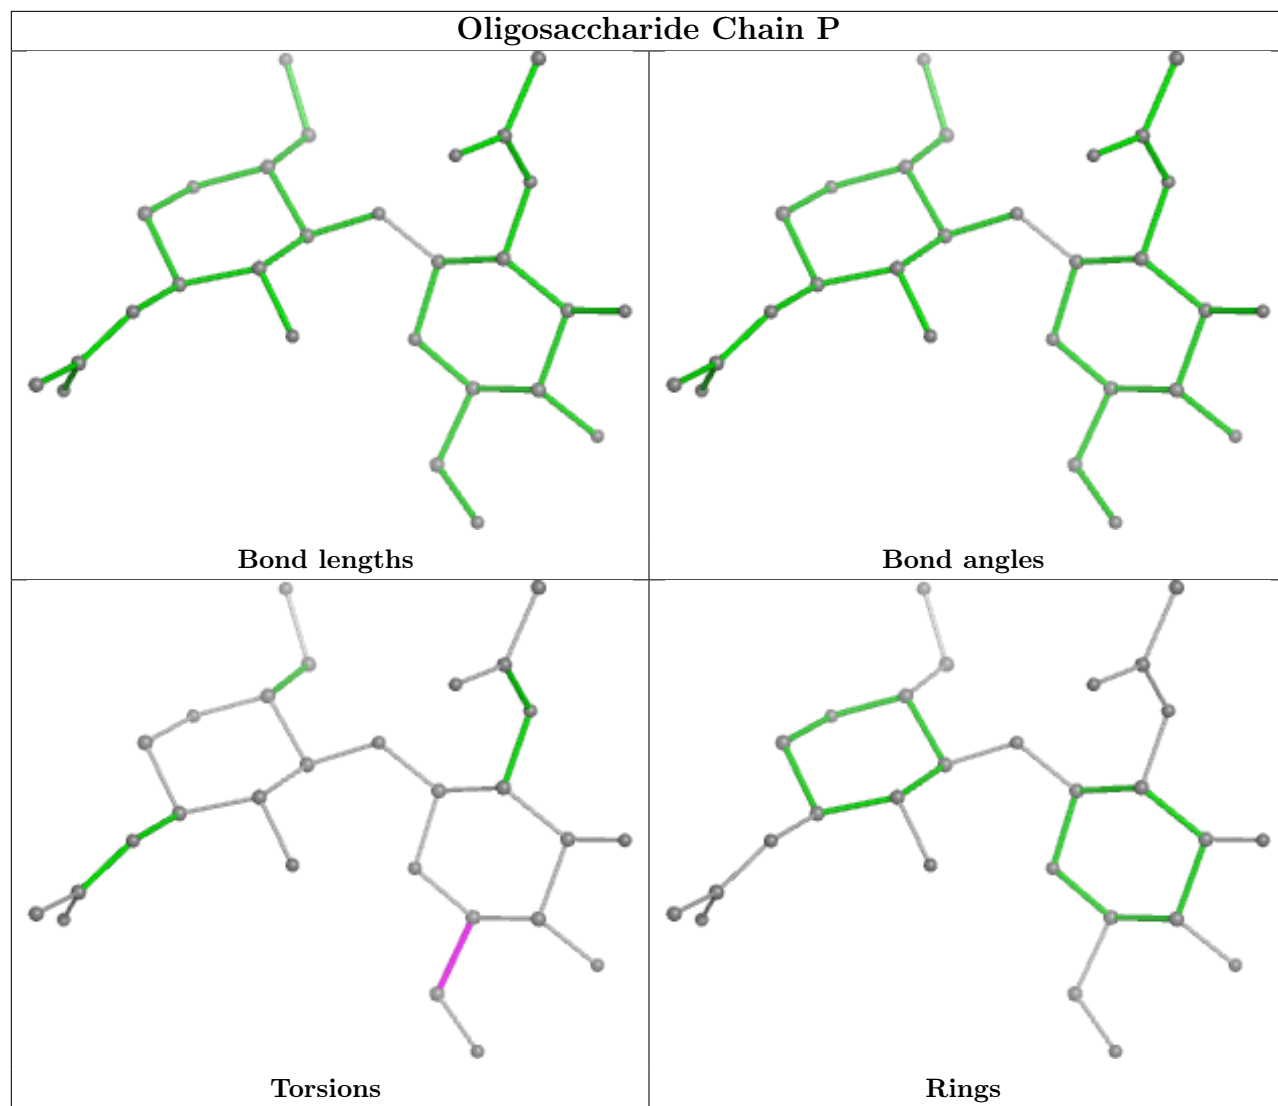 Oligosaccharide Chain P
Bond lengths
Bond angles
Torsions
Rings